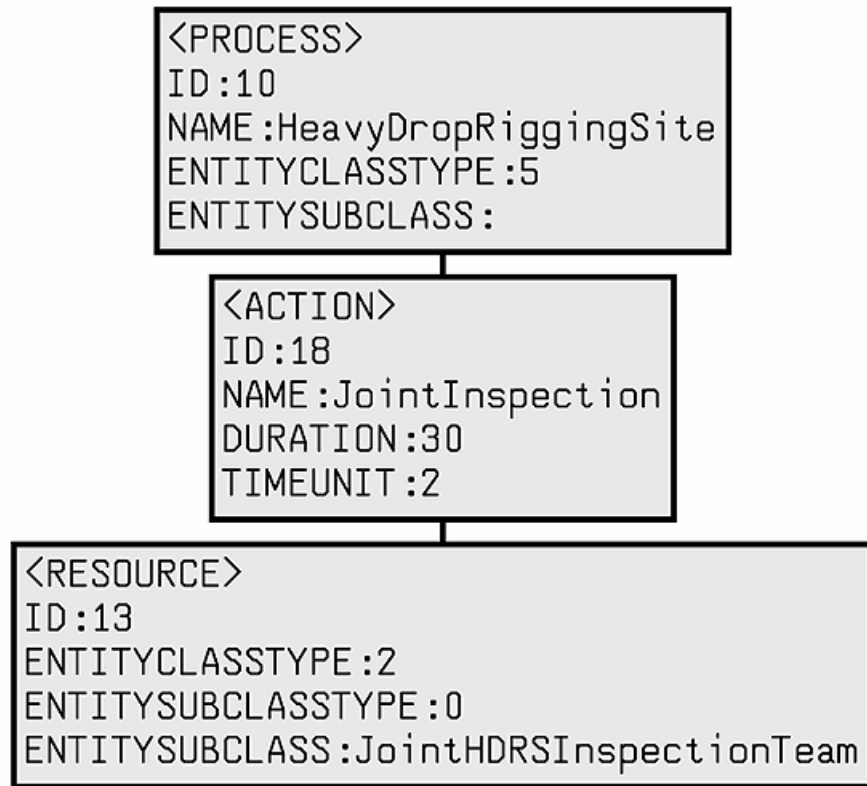 <PROCESS>
ID:10
NAME:HeavyDropRiggingSite
ENTITYCLASSTYPE:5
ENTITYSUBCLASS:
<ACTION>
ID:18
NAME:JointInspection
DURATION:30
TIMEUNIT:2
<RESOURCE>
ID:13
ENTITYCLASSTYPE:2
ENTITYSUBCLASSTYPE:0
ENTITYSUBCLASS:JointHDRSInspectionTeam